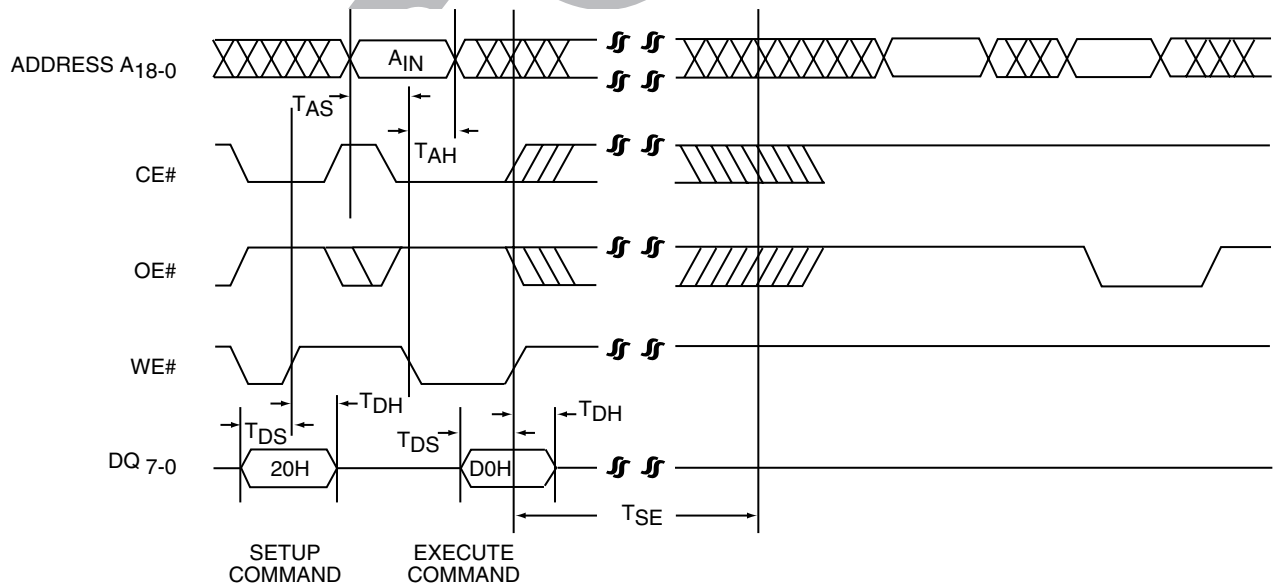 ADDRESS A18-0
AIN
TAS
TAH
CE#
OE#
WE#
TDH
TDH
TDS
TDS
DQ 7-0
20H
D0H
TSE
SETUP
COMMAND
EXECUTE
COMMAND